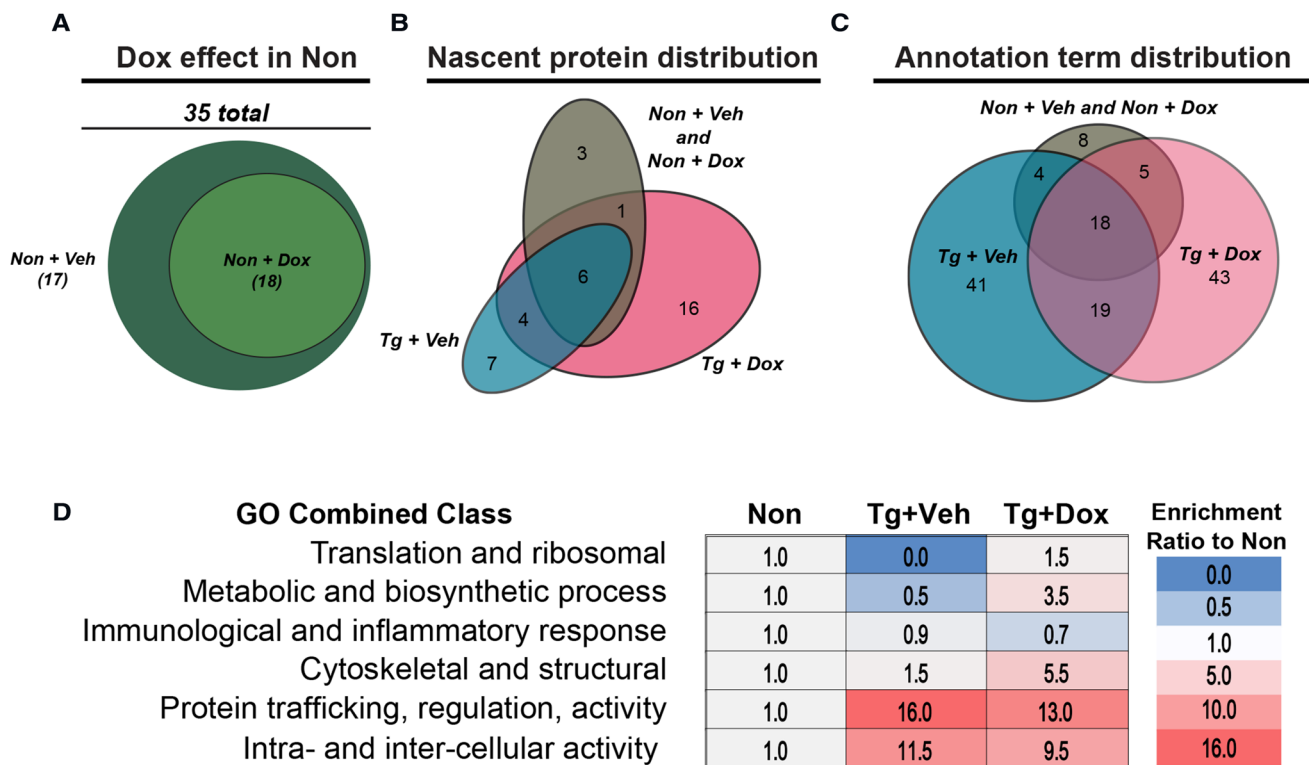 A
Dox effect in Non
35 total
Non + Veh
(17)
Non + Dox
(18)
B
Nascent protein distribution
Non + Veh
and
Non + Dox
3
1
6
4
16
7
Tg + Veh
Tg + Dox
C
Annotation term distribution
Non + Veh and Non + Dox
8
4
5
18
Tg + Veh
41
Tg + Dox
43
19
D
GO Combined Class
Non
Tg+Veh
Tg+Dox
Enrichment
Ratio to Non
Translation and ribosomal
1.0
0.0
1.5
Metabolic and biosynthetic process
1.0
0.5
3.5
Immunological and inflammatory response
1.0
0.9
0.7
Cytoskeletal and structural
1.0
1.5
5.5
Protein trafficking, regulation, activity
1.0
16.0
13.0
Intra- and inter-cellular activity
1.0
11.5
9.5
0.0
0.5
1.0
5.0
10.0
16.0